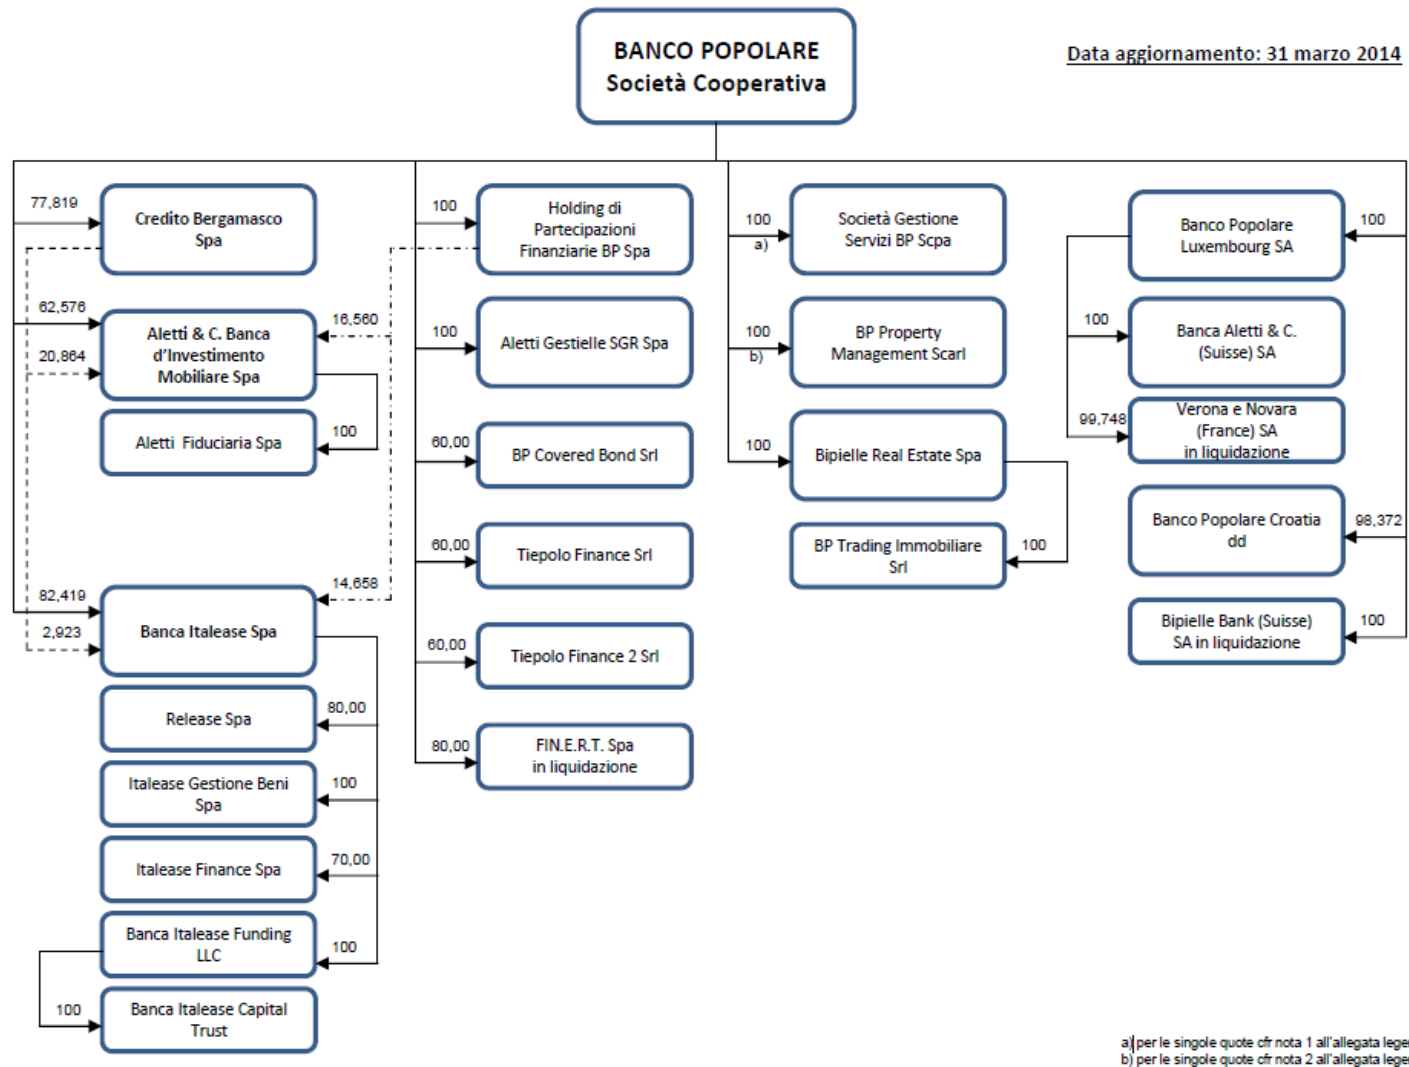 BANCO POPOLARE
Società Cooperativa
Data aggiornamento: 31 marzo 2014
77,819
Credito Bergamasco
Spa
62,576
20,864
Aletti & C. Banca
d'Investimento
Mobiliare Spa
16,560
Aletti Fiduciaria Spa
100
82,419
2,923
Banca Italease Spa
14,658
Release Spa
80,00
Italease Gestione Beni
Spa
100
Italease Finance Spa
70,00
Banca Italease Funding
LLC
100
100
Banca Italease Capital
Trust
100
Holding di
Partecipazioni
Finanziarie BP Spa
100
Aletti Gestielle SGR Spa
60,00
BP Covered Bond Srl
60,00
Tiepolo Finance Srl
60,00
Tiepolo Finance 2 Srl
80,00
FIN.E.R.T. Spa
in liquidazione
100
a)
Società Gestione
Servizi BP Scpa
100
b)
BP Property
Management Scarl
100
Bipielle Real Estate Spa
BP Trading Immobiliare
Srl
100
Banco Popolare
Luxembourg SA
100
100
Banca Aletti & C.
(Suisse) SA
99,748
Verona e Novara
(France) SA
in liquidazione
Banco Popolare Croatia
dd
98,372
Bipielle Bank (Suisse)
SA in liquidazione
100
a) per le singole quote cfr nota 1 all'allegata lege
b) per le singole quote cfr nota 2 all'allegata lege